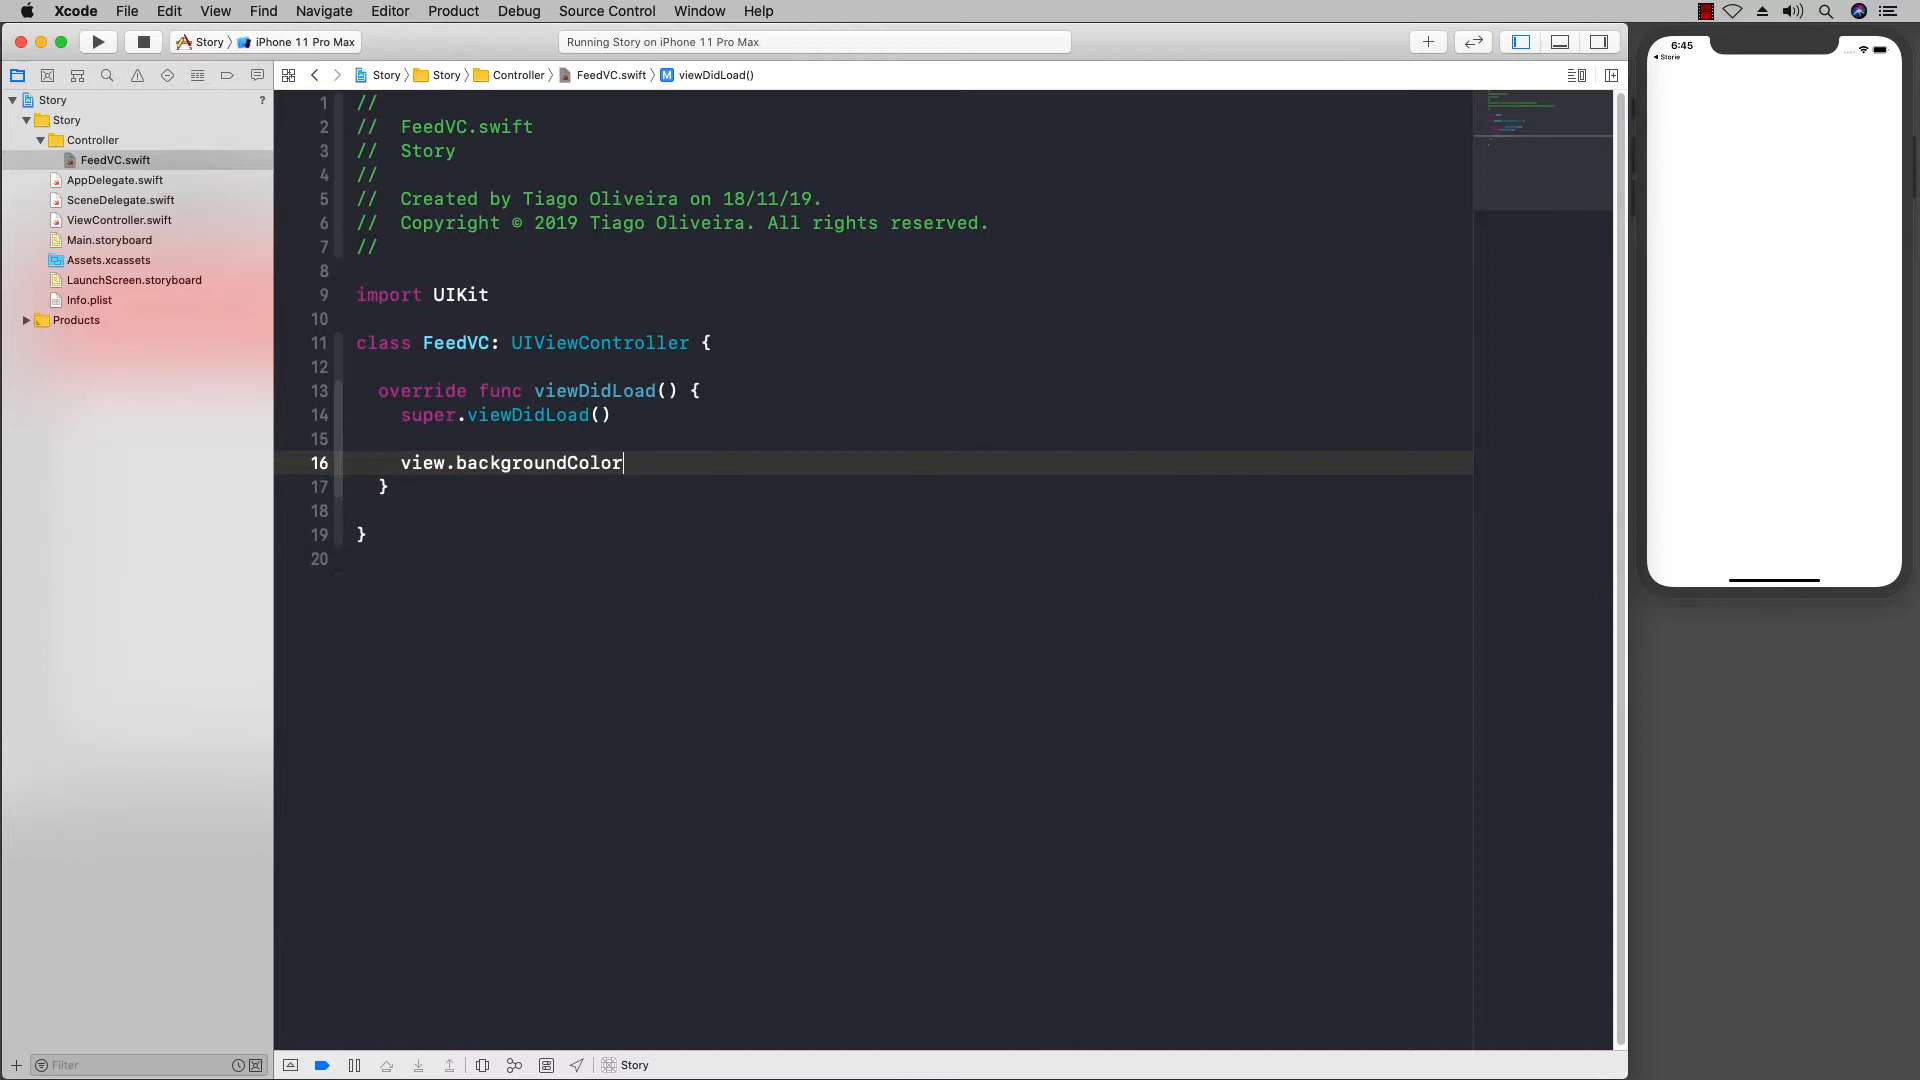 Xcode File Edit View Find Navigate Editor Product Debug Source Control Window Help
Story iPhone 11 Pro Max
Running Story on iPhone 11 Pro Max
Story Story Controller FeedVC.swift M viewDidLoad()
Story ?
Story
Controller
FeedVC.swift
AppDelegate.swift
SceneDelegate.swift
ViewController.swift
Main.storyboard
Assets.xcassets
LaunchScreen.storyboard
Info.plist
Products
1 //
2 // FeedVC.swift
3 // Story
4 //
5 // Created by Tiago Oliveira on 18/11/19.
6 // Copyright © 2019 Tiago Oliveira. All rights reserved.
7 //
8
9 import UIKit
10
11 class FeedVC: UIViewController {
12
13 override func viewDidLoad() {
14 super.viewDidLoad()
15
16 view.backgroundColor
17 }
18
19 }
20
6:45
Storie
Filter
Story